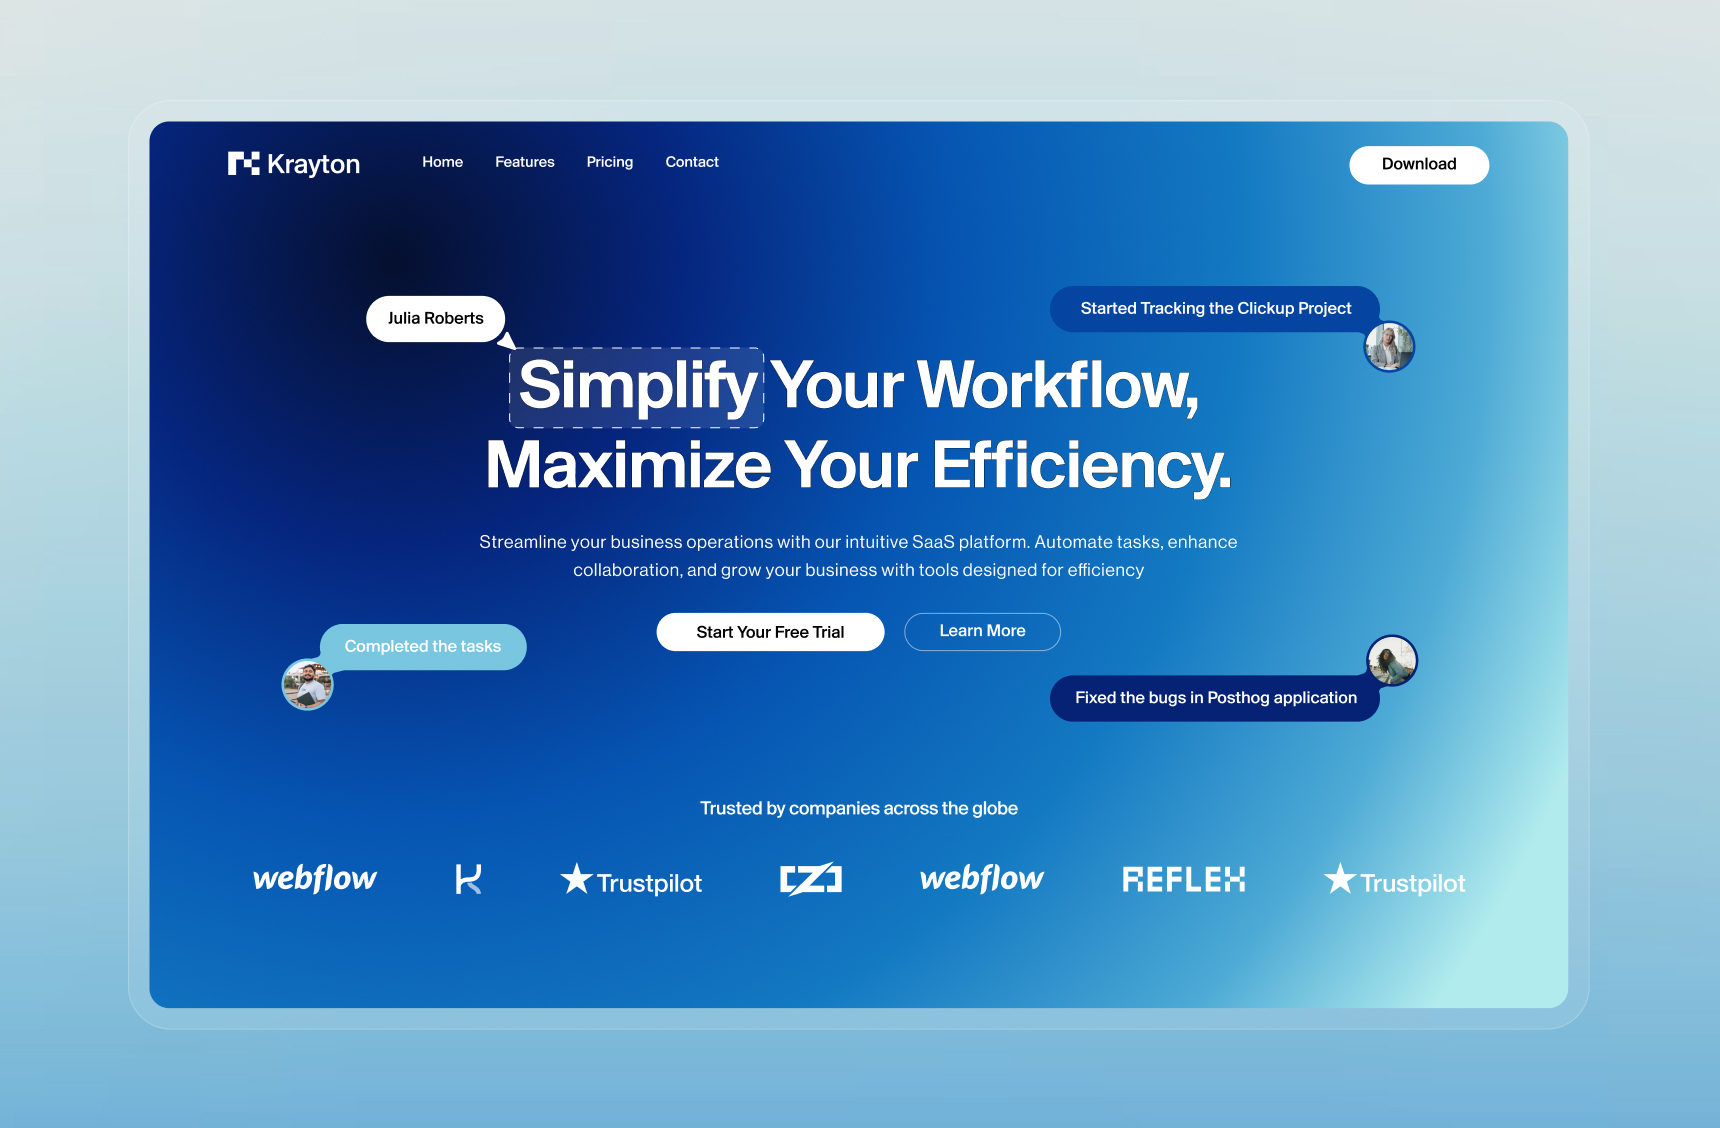 Krayton
Home
Features
Pricing
Contact
Download
Julia Roberts
Started Tracking the Clickup Project
Simplify Your Workflow,
Maximize Your Efficiency.
Streamline your business operations with our intuitive SaaS platform. Automate tasks, enhance
collaboration, and grow your business with tools designed for efficiency
Start Your Free Trial
Learn More
Completed the tasks
Fixed the bugs in Posthog application
Trusted by companies across the globe
webflow
Trustpilot
webflow
REFLEX
Trustpilot